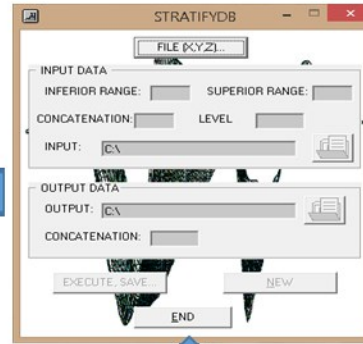 STRATIFYDB
FILE (X,Y,Z)...
INPUT DATA
INFERIOR RANGE: SUPERIOR RANGE:
CONCATENATION: LEVEL
INPUT: C:\
OUTPUT DATA
OUTPUT: C:\
CONCATENATION:
EXECUTE, SAVE... NEW
END